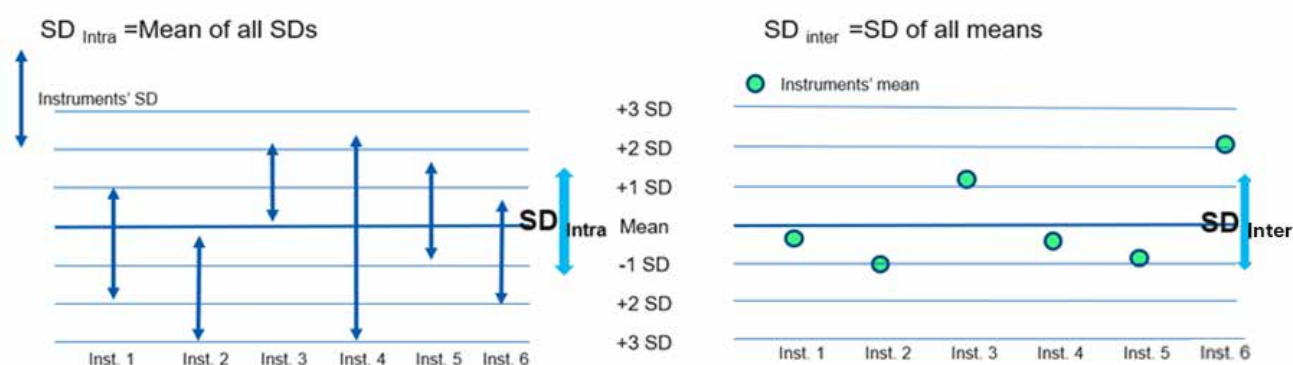 SD Intra =Mean of all SDs
Instruments' SD
+3 SD
+2 SD
+1 SD
Mean
-1 SD
+2 SD
+3 SD
SD Intra
Inst. 1 Inst. 2 Inst. 3 Inst. 4 Inst. 5 Inst. 6
SD inter =SD of all means
Instruments' mean
SD Inter
Inst. 1 Inst. 2 Inst. 3 Inst. 4 Inst. 5 Inst. 6